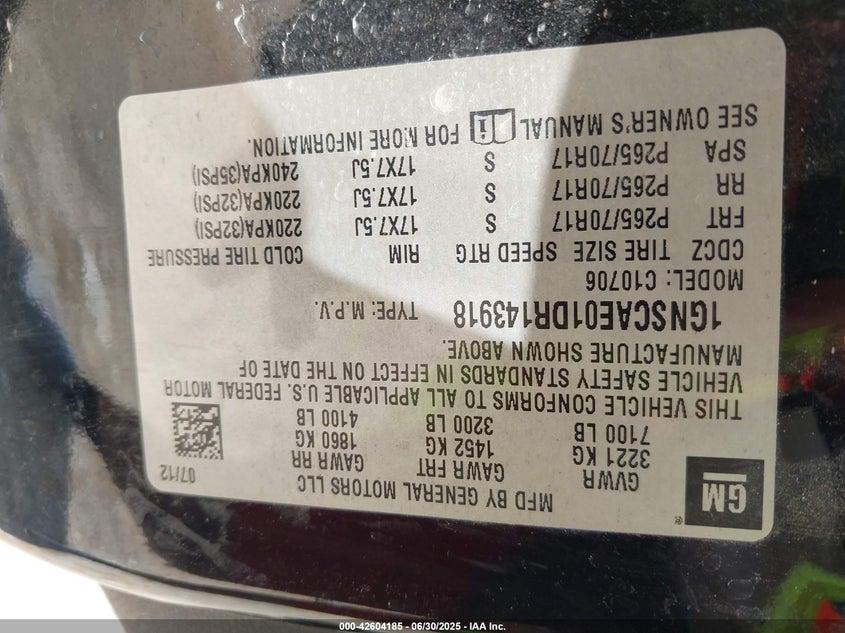 GM
®
MFD BY GENERAL MOTORS LLC
07/12
GVWR GAWR FRT GAWR RR
3221 KG 1452 KG 1860 KG
7100 LB 3200 LB 4100 LB
THIS VEHICLE CONFORMS TO ALL APPLICABLE U.S. FEDERAL MOTOR
VEHICLE SAFETY STANDARDS IN EFFECT ON THE DATE OF
MANUFACTURE SHOWN ABOVE.
1GNSCAE01DR143918 TYPE: M.P.V.
MODEL: C10706
CDCZ TIRE SIZE SPEED RTG RIM COLD TIRE PRESSURE
FRT P265/70R17 S 17X7.5J 220KPA(32PSI)
RR P265/70R17 S 17X7.5J 220KPA(32PSI)
SPA P265/70R17 S 17X7.5J 240KPA(35PSI)
SEE OWNER'S MANUAL i FOR MORE INFORMATION.
000-42604185 - 06/30/2025 - IAA Inc.